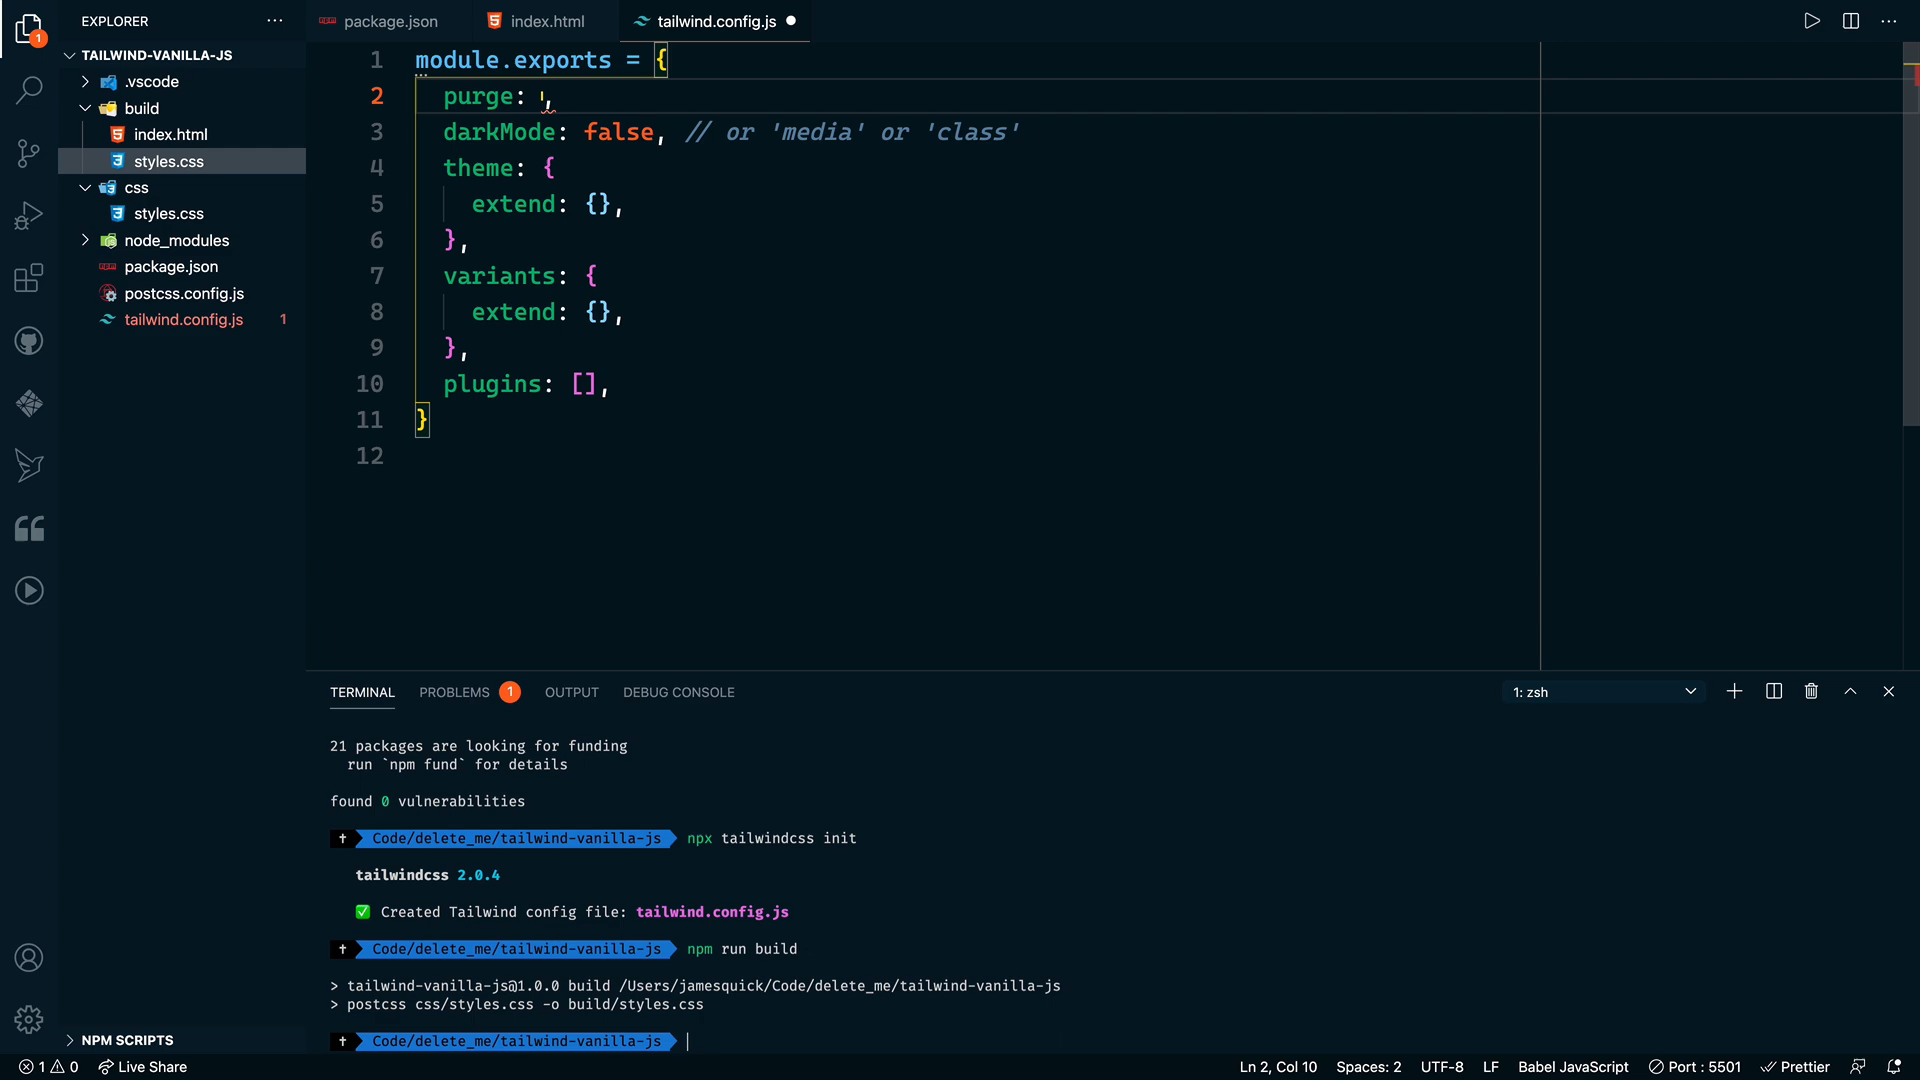 EXPLORER
TAILWIND-VANILLA-JS
.vscode
build
index.html
styles.css
css
styles.css
node_modules
package.json
postcss.config.js
tailwind.config.js 1
NPM SCRIPTS
package.json index.html tailwind.config.js
1 module.exports = {
2 purge: ,
3 darkMode: false, // or 'media' or 'class'
4 theme: {
5 extend: {},
6 },
7 variants: {
8 extend: {},
9 },
10 plugins: [],
11 }
12
TERMINAL PROBLEMS 1 OUTPUT DEBUG CONSOLE 1: zsh
21 packages are looking for funding
run `npm fund` for details
found 0 vulnerabilities
Code/delete_me/tailwind-vanilla-js npx tailwindcss init
tailwindcss 2.0.4
✅ Created Tailwind config file: tailwind.config.js
Code/delete_me/tailwind-vanilla-js npm run build
> tailwind-vanilla-js@1.0.0 build /Users/jamesquick/Code/delete_me/tailwind-vanilla-js
> postcss css/styles.css -o build/styles.css
Code/delete_me/tailwind-vanilla-js
1 0 Live Share Ln 2, Col 10 Spaces: 2 UTF-8 LF Babel JavaScript Port : 5501 Prettier